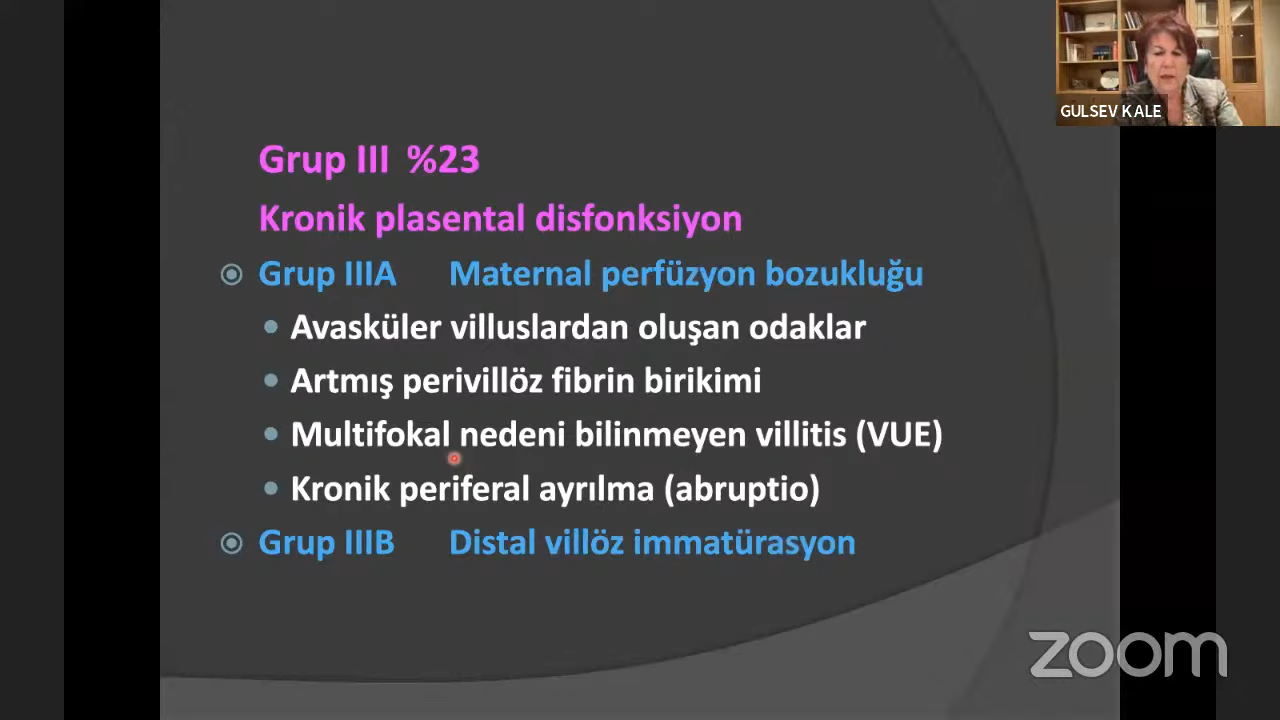 GULSEV KALE
Grup III %23
Kronik plasental disfonksiyon
Grup IIIA Maternal perfüzyon bozukluğu
Avasküler villuslardan oluşan odaklar
Artmış perivillöz fibrin birikimi
Multifokal nedeni bilinmeyen villitis (VUE)
Kronik periferal ayrılma (abruptio)
Grup IIIB Distal villöz immatürasyon
zoom